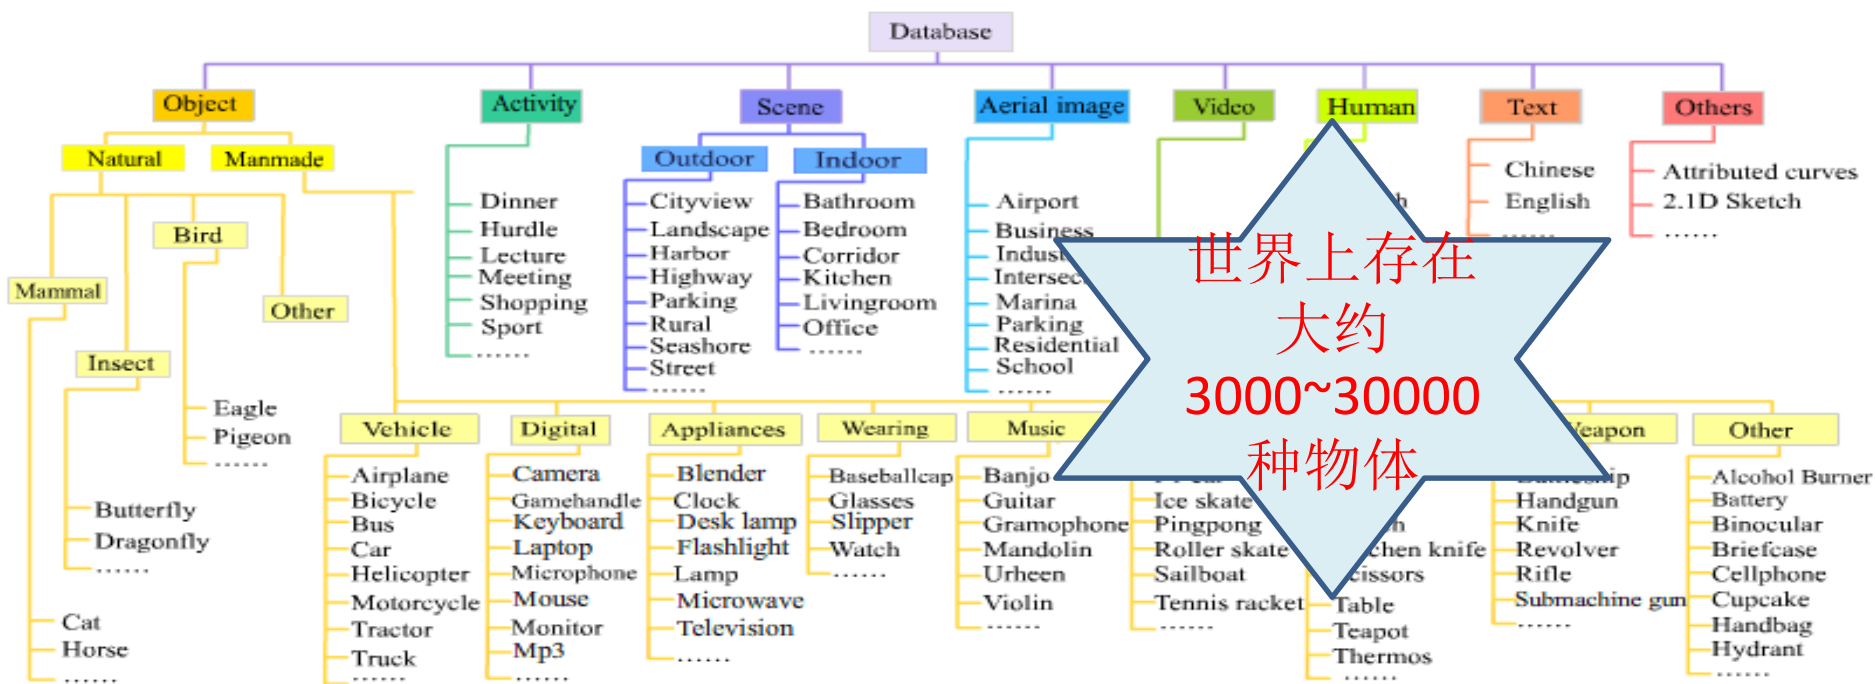 Database
Object
Activity
Scene
Aerial image
Video
Human
Text
Others
Natural
Manmade
Outdoor
Indoor
Mammal
Insect
Bird
Other
Cat
Horse
......
Butterfly
Dragonfly
......
Eagle
Pigeon
......
Dinner
Hurdle
Lecture
Meeting
Shopping
Sport
......
Cityview
Landscape
Harbor
Highway
Parking
Rural
Seashore
Street
......
Bathroom
Bedroom
Corridor
Kitchen
Livingroom
Office
......
Airport
Business
Marina
Parking
Residential
School
......
Chinese
English
......
Attributed curves
2.1D Sketch
......
世界上存在
大约
3000~30000
种物体
Vehicle
Airplane
Bicycle
Bus
Car
Helicopter
Motorcycle
Tractor
Truck
......
Digital
Camera
Gamehandle
Keyboard
Laptop
Microphone
Mouse
Monitor
Mp3
......
Appliances
Blender
Clock
Desk lamp
Flashlight
Lamp
Microwave
Television
......
Wearing
Baseballcap
Glasses
Slipper
Watch
......
Music
Banjo
Guitar
Gramophone
Mandolin
Urheen
Violin
......
Ice skate
Pingpong
Roller skate
Sailboat
Tennis racket
......
knife
Table
Teapot
Thermos
......
Handgun
Knife
Revolver
Rifle
Submachine gun
......
Other
Alcohol Burner
Battery
Binocular
Briefcase
Cellphone
Cupcake
Handbag
Hydrant
......